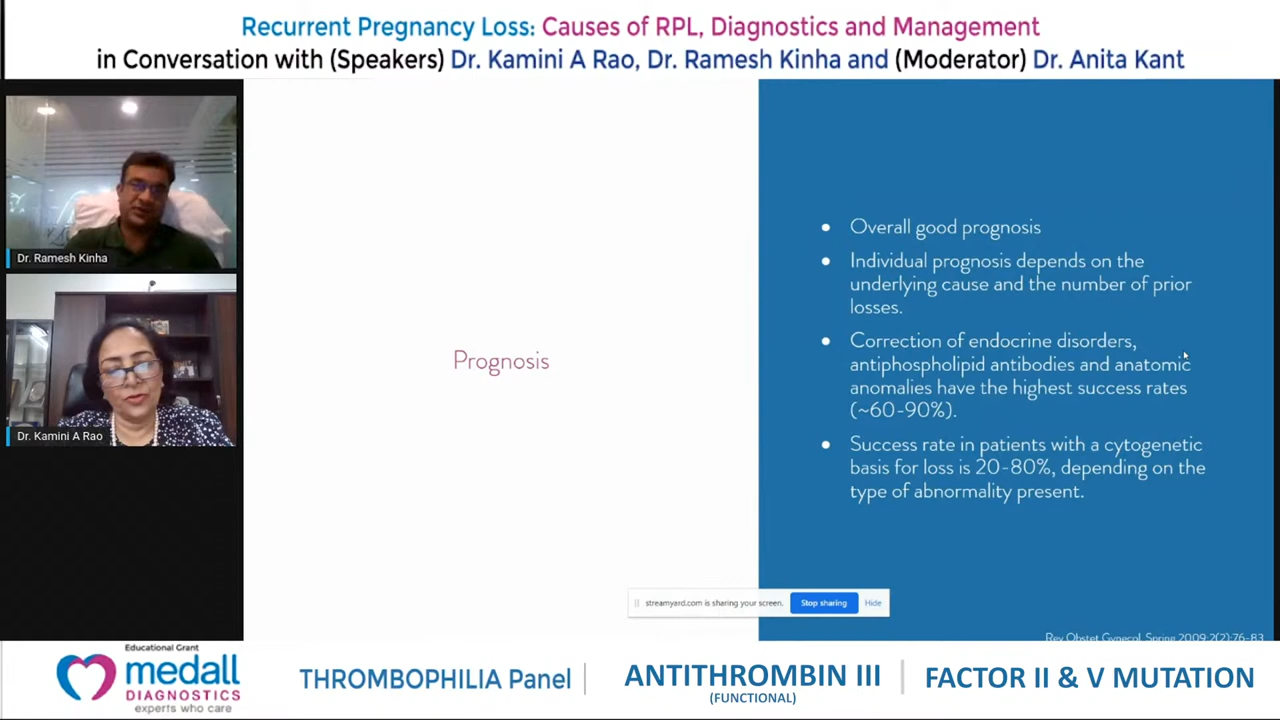 Recurrent Pregnancy Loss: Causes of RPL, Diagnostics and Management
in Conversation with (Speakers) Dr. Kamini A Rao, Dr. Ramesh Kinha and (Moderator) Dr. Anita Kant
Dr. Ramesh Kinha
Dr. Kamini A Rao
Prognosis
• Overall good prognosis
• Individual prognosis depends on the
underlying cause and the number of prior
losses.
• Correction of endocrine disorders,
antiphospholipid antibodies and anatomic
anomalies have the highest success rates
(~60-90%).
• Success rate in patients with a cytogenetic
basis for loss is 20-80%, depending on the
type of abnormality present.
streamyard.com is sharing your screen. Stop sharing Hide
Rev Obstet Gynecol. Spring 2009;2(2):76-83
Educational Grant
medall
DIAGNOSTICS
experts who care
THROMBOPHILIA Panel
ANTITHROMBIN III
(FUNCTIONAL)
FACTOR II & V MUTATION